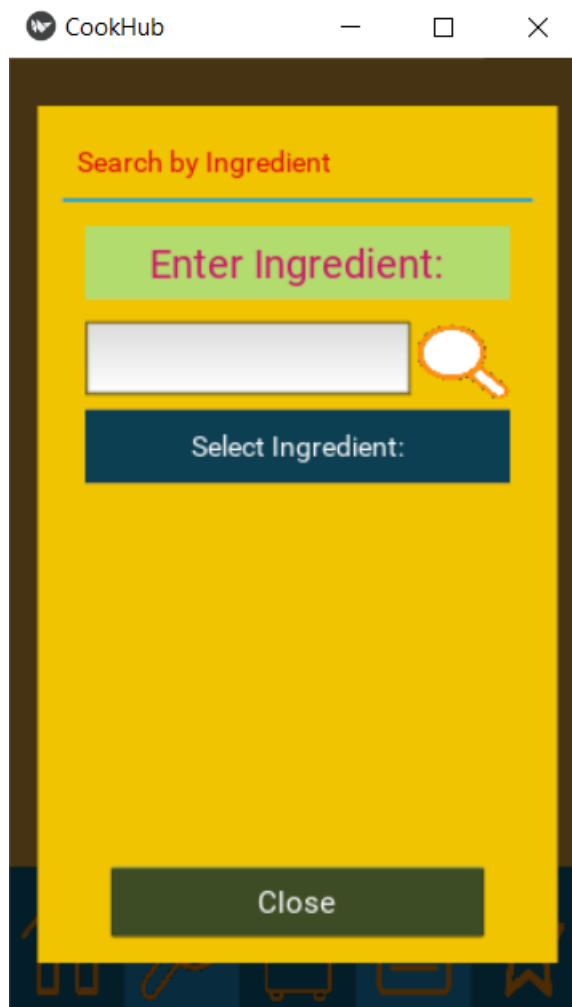 CookHub
Search by Ingredient
Enter Ingredient:
Select Ingredient:
Close